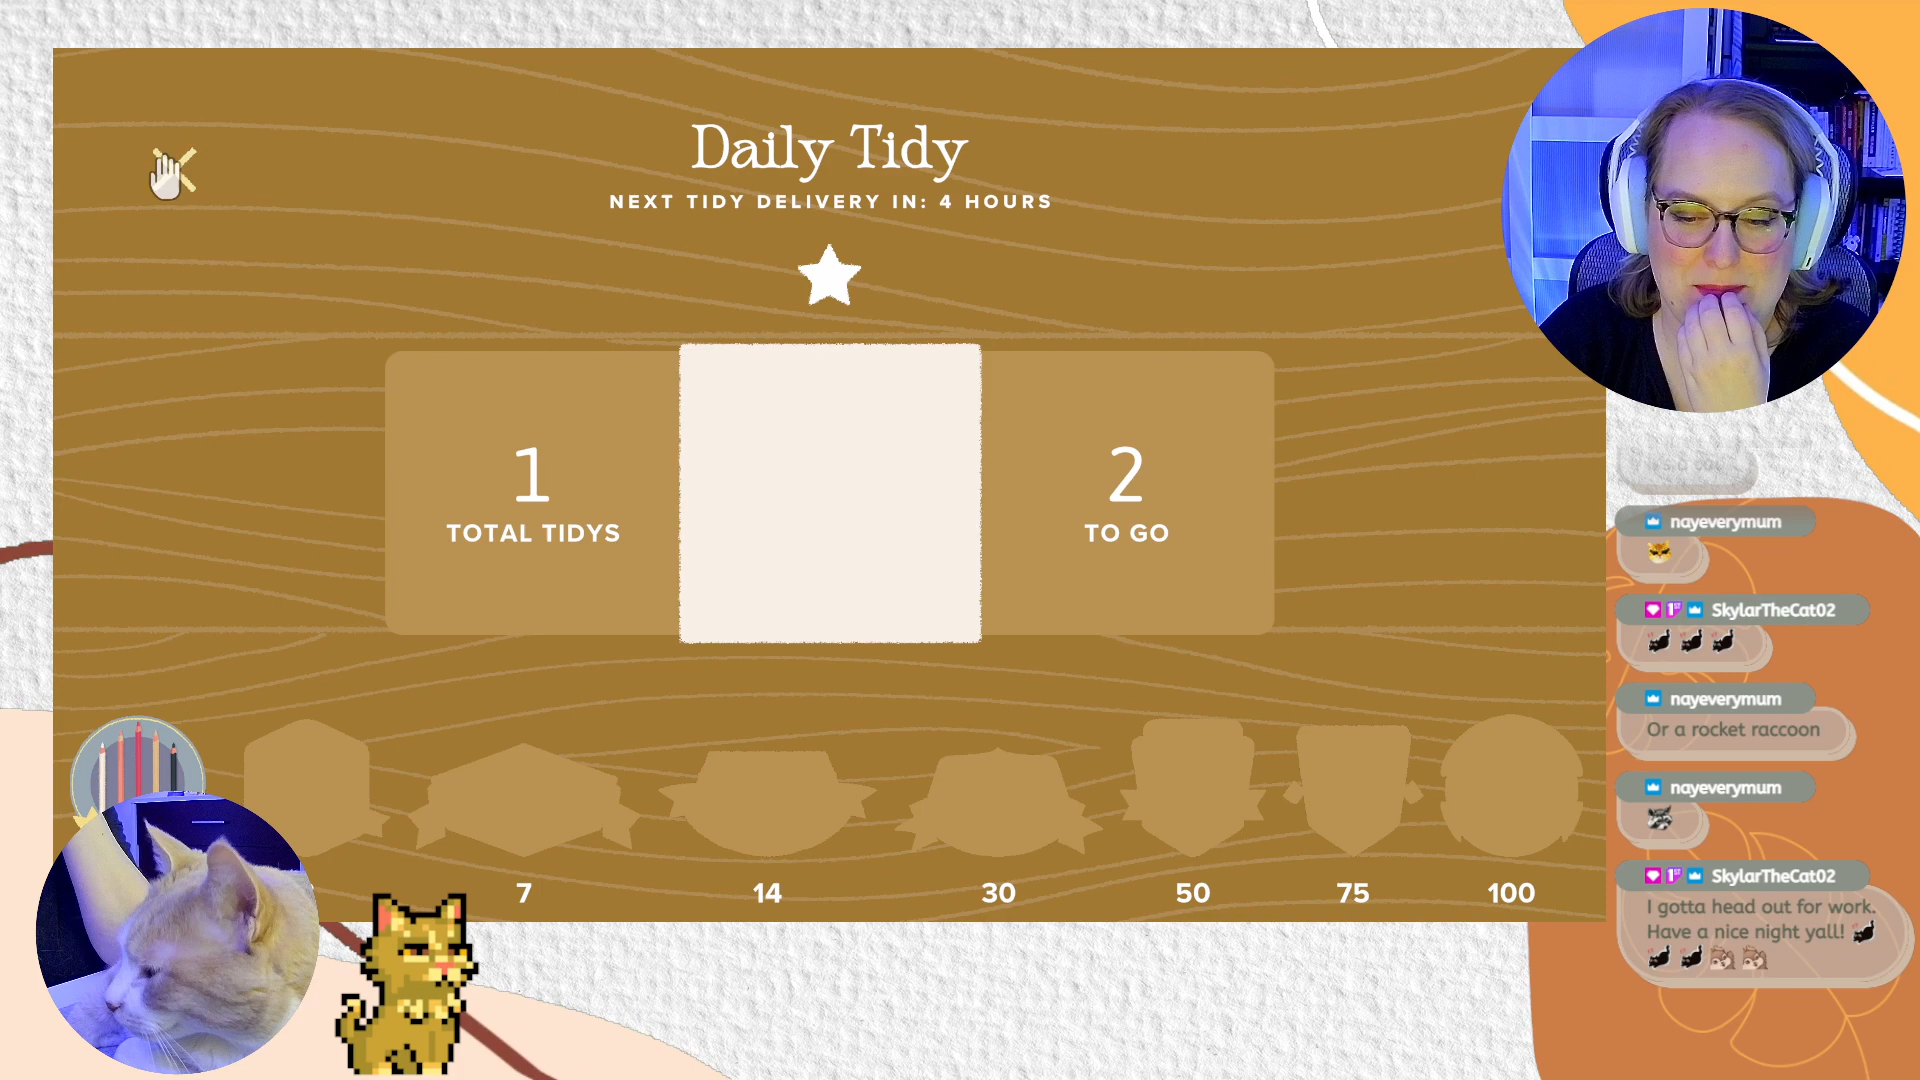 Daily Tidy
NEXT TIDY DELIVERY IN: 4 HOURS
1
TOTAL TIDYS
2
TO GO
7
14
30
50
75
100
nayeverymum
SkylarTheCat02
nayeverymum
Or a rocket raccoon
nayeverymum
SkylarTheCat02
I gotta head out for work.
Have a nice night yall!